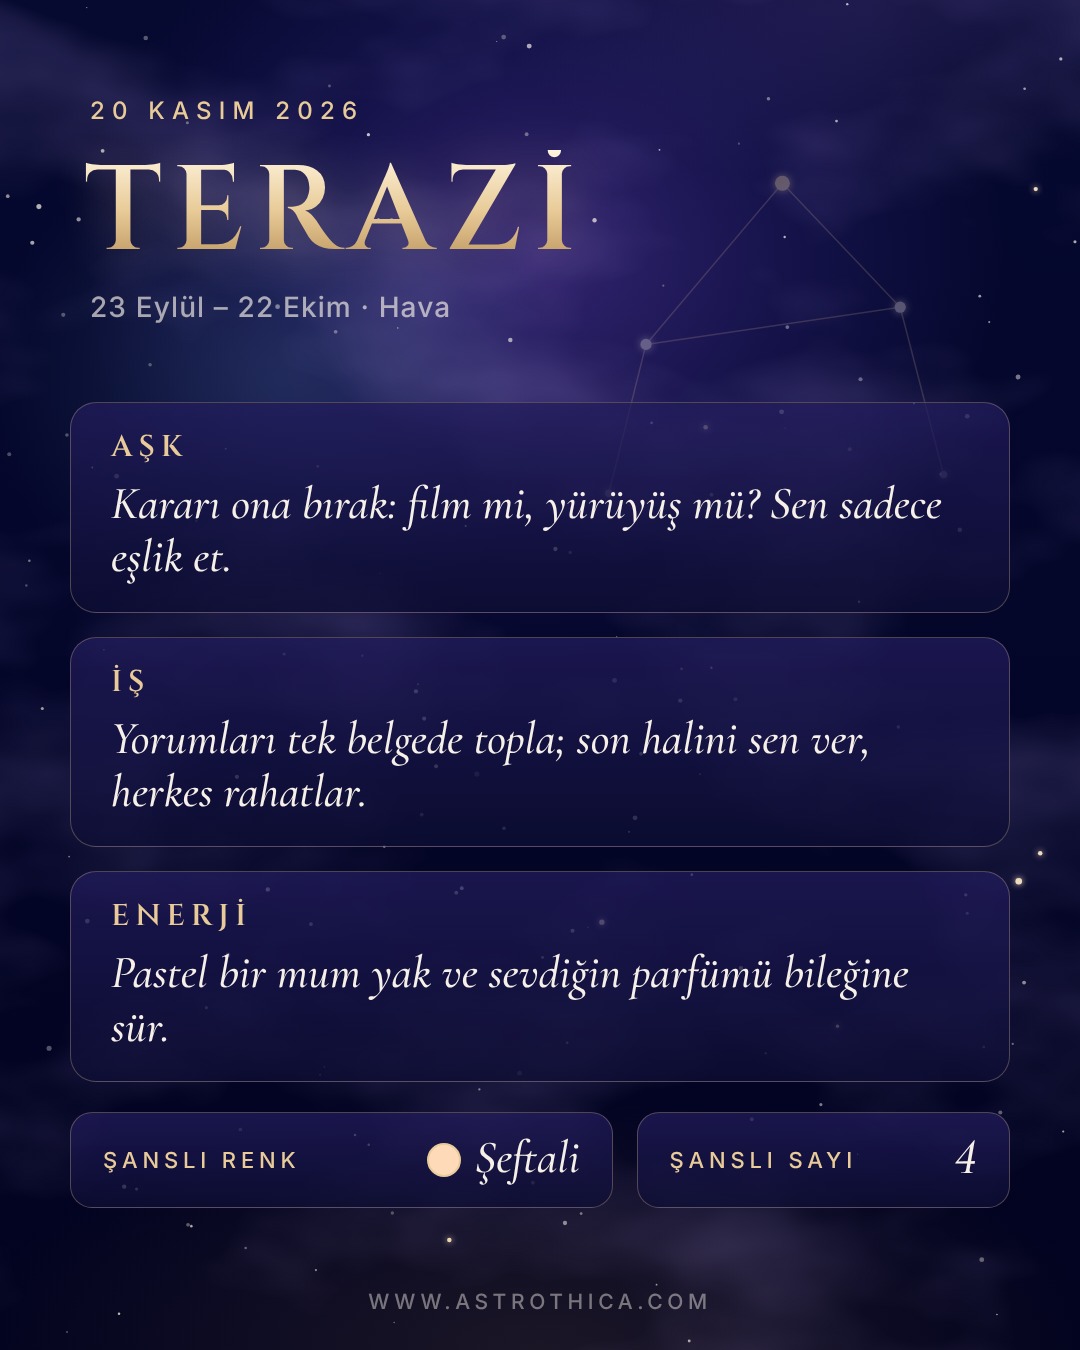 20 KASIM 2026
TERAZİ
23 Eylül – 22 Ekim · Hava
AŞK
Kararı ona bırak: film mi, yürüyüş mü? Sen sadece
eşlik et.
İŞ
Yorumları tek belgede topla; son halini sen ver,
herkes rahatlar.
ENERJİ
Pastel bir mum yak ve sevdiğin parfümü bileğine
sür.
ŞANSLI RENK
Şeftali
ŞANSLI SAYI
4
WWW.ASTROTHICA.COM